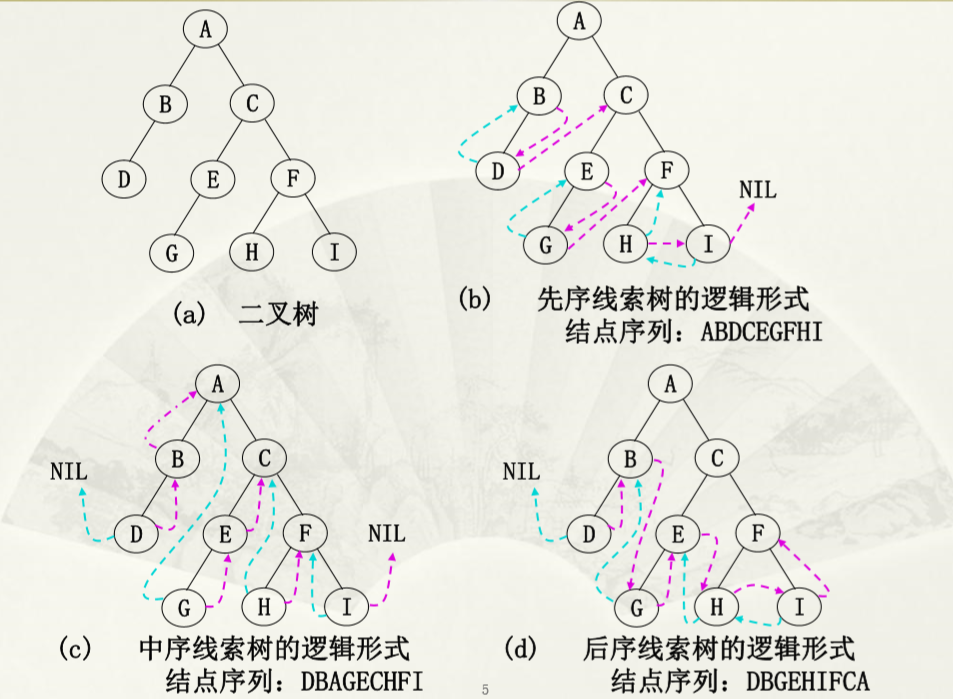 A
B
C
D
E
F
G
H
I
(a) 二叉树
A
B
C
D
E
F
NIL
G
H
I
(b) 先序线索树的逻辑形式
结点序列：ABDCEGFHI
A
NIL
B
C
D
E
F
NIL
G
H
I
(c) 中序线索树的逻辑形式
结点序列：DBAGECHFI
A
NIL
B
C
D
E
F
G
H
I
(d) 后序线索树的逻辑形式
结点序列：DBGEHIFCA
5